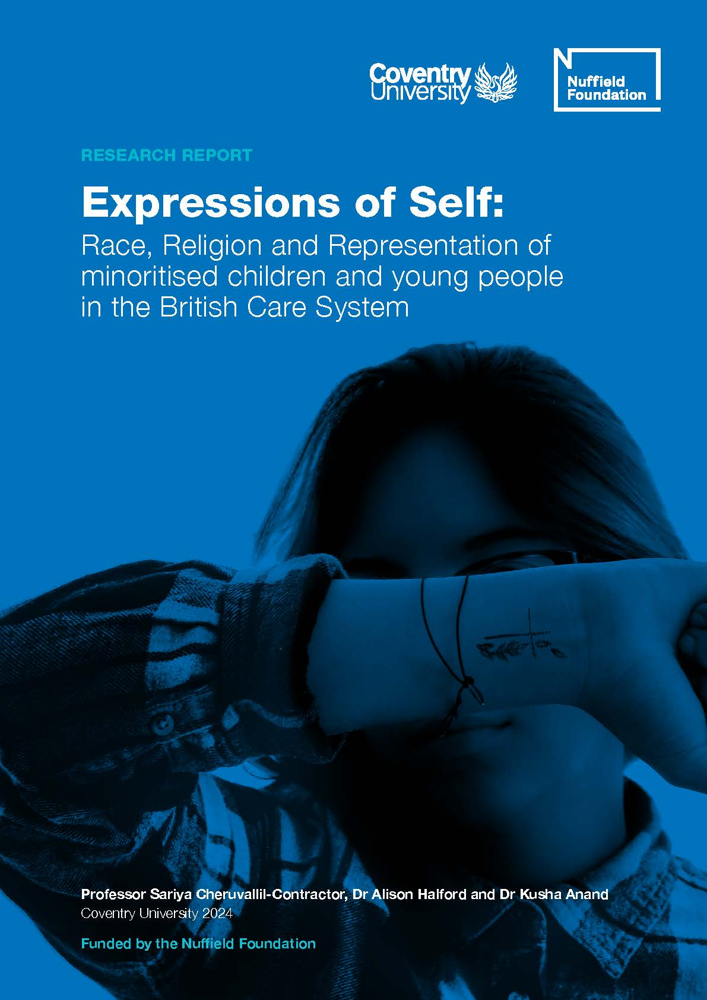 Coventry
University
Nuffield
Foundation
RESEARCH REPORT
Expressions of Self:
Race, Religion and Representation of
minoritised children and young people
in the British Care System
Professor Sariya Cheruvallil-Contractor, Dr Alison Halford and Dr Kusha Anand
Coventry University 2024
Funded by the Nuffield Foundation